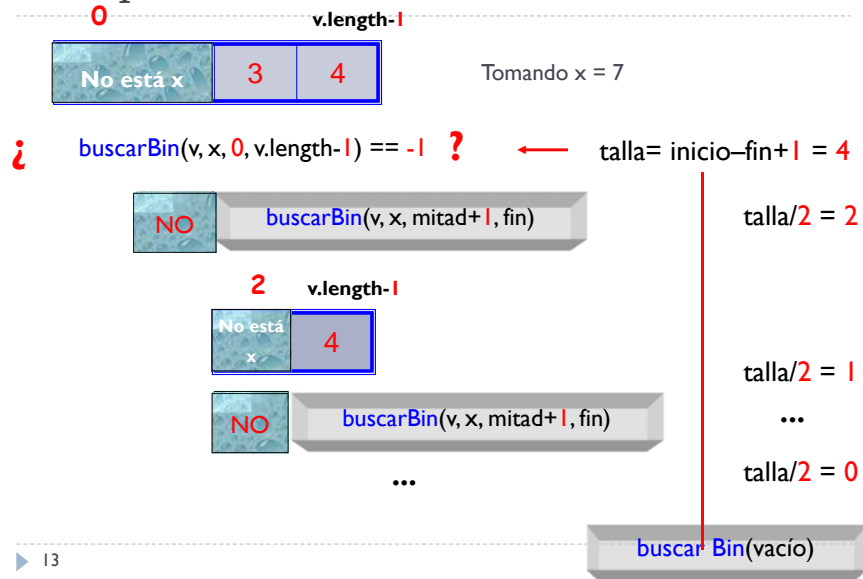 0 v.length-1
No está x 3 4 Tomando x = 7
¿ buscarBin(v, x, 0, v.length-1) == -1 ? talla= inicio–fin+1 = 4
NO buscarBin(v, x, mitad+1, fin) talla/2 = 2
2 v.length-1
No está
x 4
talla/2 = 1
NO buscarBin(v, x, mitad+1, fin) ...
... talla/2 = 0
buscar Bin(vacío)
13